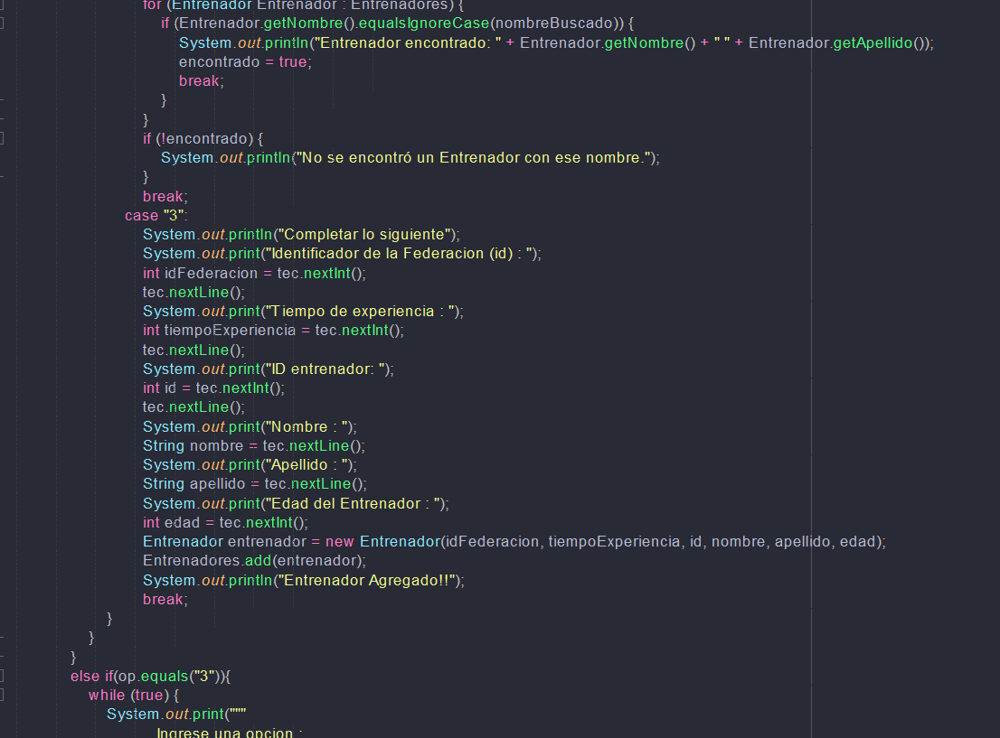 for (Entrenador Entrenador : Entrenadores) {
if (Entrenador.getNombre().equalsIgnoreCase(nombreBuscado)) {
System.out.println("Entrenador encontrado: " + Entrenador.getNombre() + " " + Entrenador.getApellido());
encontrado = true;
break;
}
}
if (!encontrado) {
System.out.println("No se encontró un Entrenador con ese nombre.");
}
break;
case "3":
System.out.println("Completar lo siguiente");
System.out.print("Identificador de la Federacion (id) : ");
int idFederacion = tec.nextInt();
tec.nextLine();
System.out.print("Tiempo de experiencia : ");
int tiempoExperiencia = tec.nextInt();
tec.nextLine();
System.out.print("ID entrenador: ");
int id = tec.nextInt();
tec.nextLine();
System.out.print("Nombre : ");
String nombre = tec.nextLine();
System.out.print("Apellido : ");
String apellido = tec.nextLine();
System.out.print("Edad del Entrenador : ");
int edad = tec.nextInt();
Entrenador entrenador = new Entrenador(idFederacion, tiempoExperiencia, id, nombre, apellido, edad);
Entrenadores.add(entrenador);
System.out.println("Entrenador Agregado!!");
break;
}
}
}
else if(op.equals("3")){
while (true) {
System.out.print("""
Ingrese una opcion :